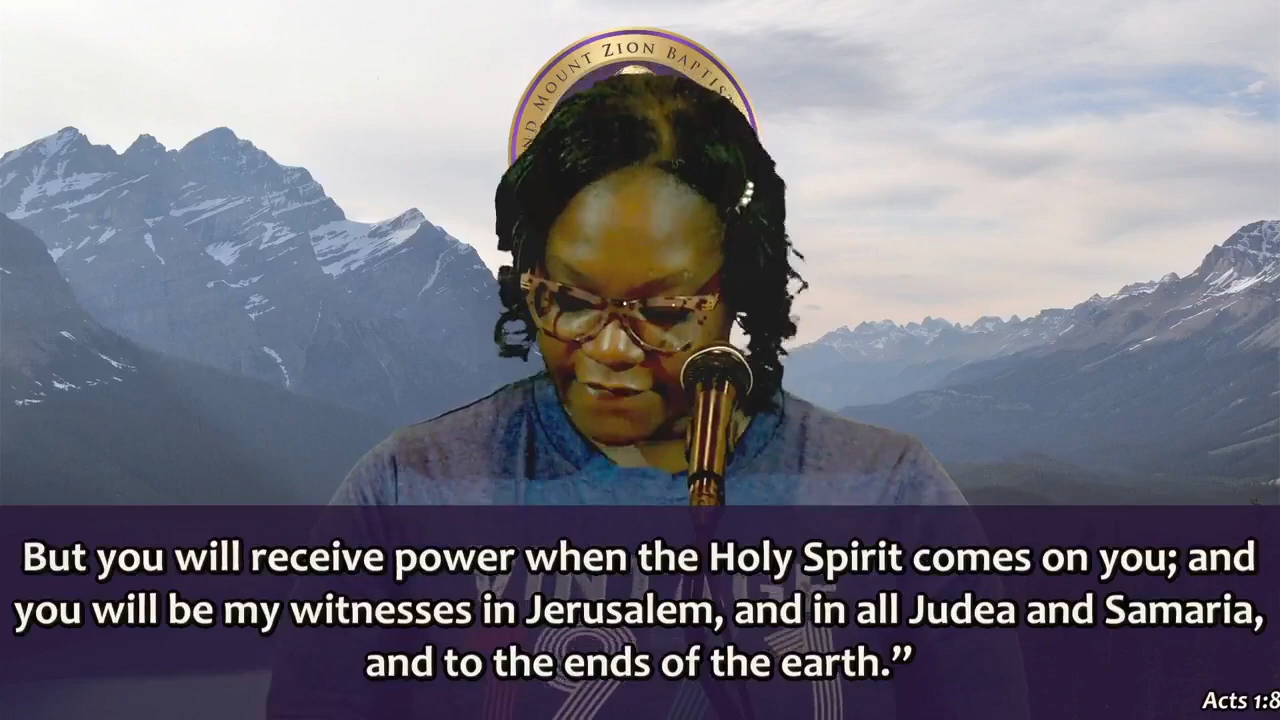 ND MOUNT ZION BAPTIS
But you will receive power when the Holy Spirit comes on you; and
you will be my witnesses in Jerusalem, and in all Judea and Samaria,
and to the ends of the earth.”
Acts 1:8
VINTAGE